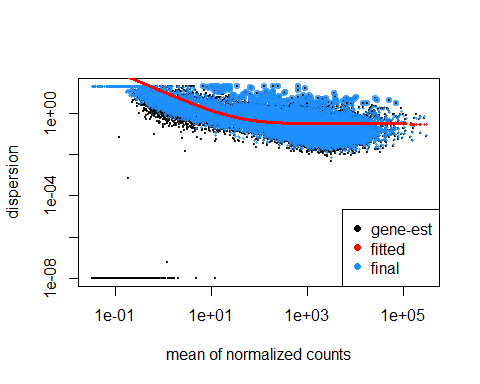 dispersion
1e+00
1e-04
1e-08
gene-est
fitted
final
1e-01
1e+01
1e+03
1e+05
mean of normalized counts